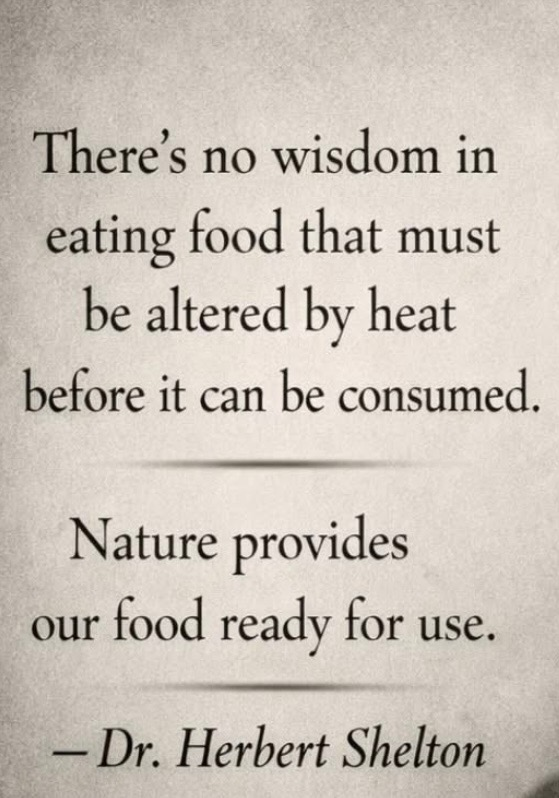 There’s no wisdom in
eating food that must
be altered by heat
before it can be consumed.
Nature provides
our food ready for use.
– Dr. Herbert Shelton